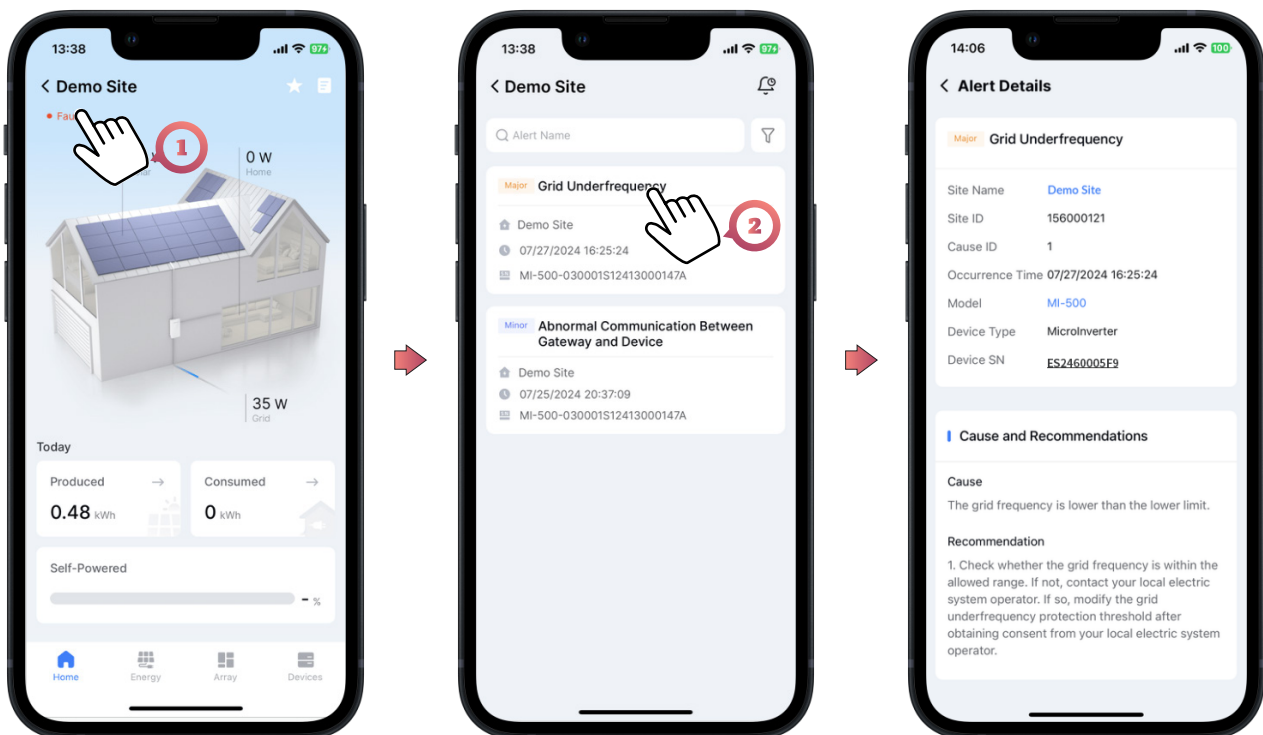 13:38
97
Demo Site
1
0 W
Home
35 W
Grid
Today
Produced
Consumed
0.48 kWh
0 kWh
Self-Powered
- %
Home
Energy
Array
Devices
13:38
97
Demo Site
Alert Name
Major Grid Underfrequency
Demo Site
2
07/27/2024 16:25:24
MI-500-030001S12413000147A
Minor Abnormal Communication Between
Gateway and Device
Demo Site
07/25/2024 20:37:09
MI-500-030001S12413000147A
14:06
100
Alert Details
Major Grid Underfrequency
Site Name Demo Site
Site ID 156000121
Cause ID 1
Occurrence Time 07/27/2024 16:25:24
Model MI-500
Device Type MicroInverter
Device SN ES2460005F9
Cause and Recommendations
Cause
The grid frequency is lower than the lower limit.
Recommendation
1. Check whether the grid frequency is within the
allowed range. If not, contact your local electric
system operator. If so, modify the grid
underfrequency protection threshold after
obtaining consent from your local electric system
operator.